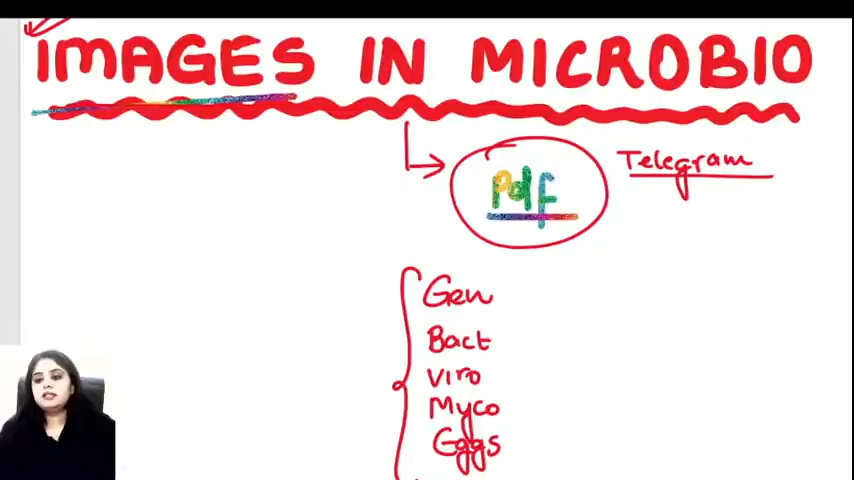 IMAGES IN MICROBIO
Pdf
Telegram
Gen
Bact
Viro
Myco
Eggs